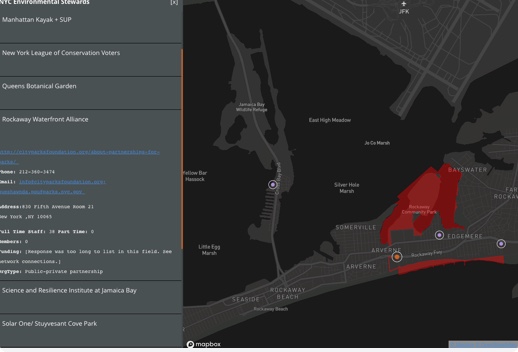 NYC Environmental Stewards
[x]
Manhattan Kayak + SUP
New York League of Conservation Voters
Queens Botanical Garden
Rockaway Waterfront Alliance
Phone: 212-360-3474
Email:
Address:830 Fifth Avenue Room 21
New York ,NY 10065
Full Time Staff: 38 Part Time: 0
Members: 0
Funding: [Response was too long to list in this field. See
network connections.]
OrgType: Public-private partnership
Science and Resilience Institute at Jamaica Bay
Solar One/ Stuyvesant Cove Park
JFK
Jamaica Bay
Wildlife Refuge
East High Meadow
Jo Co Marsh
Yellow Bar
Hassock
Silver Hole
Marsh
BAYSWATER
FAR
ROCKAWAY
Rockaway
Community Park
Little Egg
Marsh
SOMERVILLE
EDGEMERE
ARVERNE
Rockaway Fwy
ARVERNE
ROCKAWAY
BEACH
SEASIDE
Rockaway Beach
mapbox